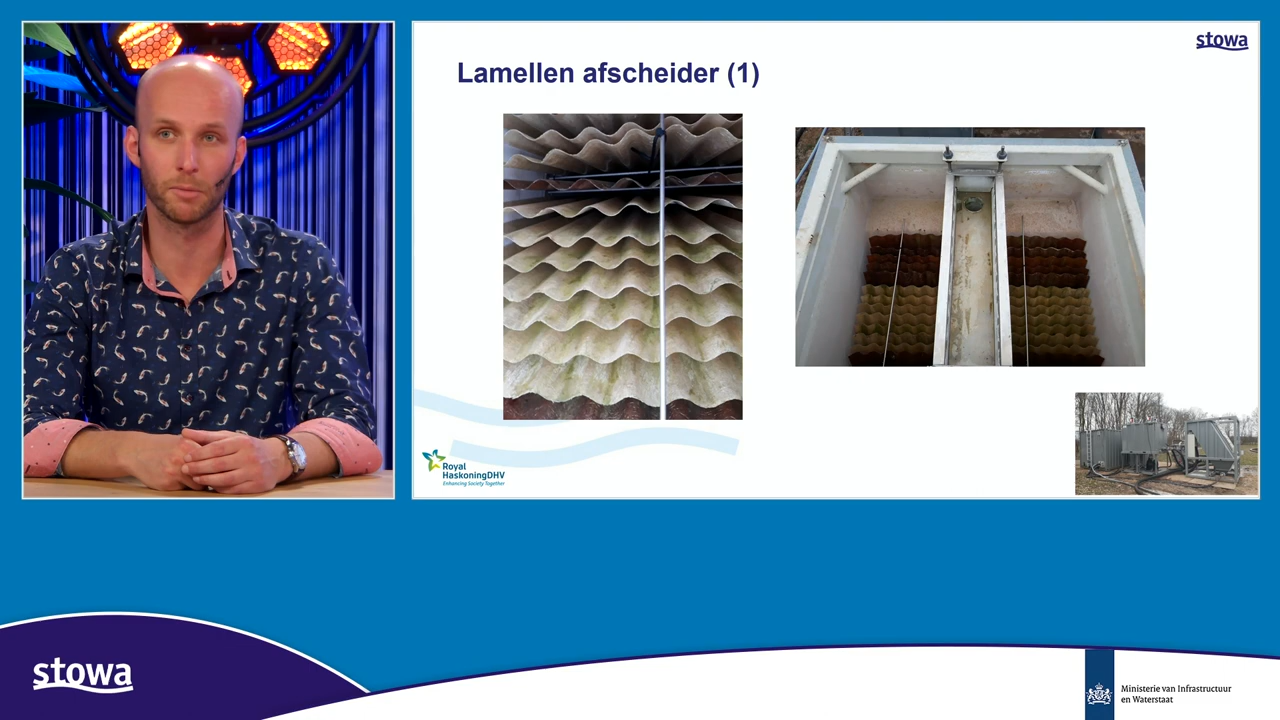 stowa
Lamellen afscheider (1)
Royal
HaskoningDHV
Enhancing Society Together
stowa
Ministerie van Infrastructuur
en Waterstaat